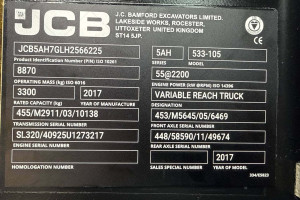 JCB
J.C. BAMFORD EXCAVATORS LIMITED.
LAKESIDE WORKS, ROCESTER,
UTTOXETER UNITED KINGDOM
ST14 5JP.
JCB5AH7GLH2566225
Product Identification Number (PIN) ISO 10261
5AH
SERIES
533-105
MODEL
8870
OPERATING MASS (kg) ISO 6016
55@2200
ENGINE POWER (kW @RPM) ISO 14396
3300
RATED CAPACITY (kg)
2017
YEAR OF MANUFACTURE
VARIABLE REACH TRUCK
DESIGNATION
455/M2911/03/10138
TRANSMISSION SERIAL NUMBER
453/M5645/05/6469
FRONT AXLE SERIAL NUMBER
SL320/40925U1273217
ENGINE SERIAL NUMBER
448/58590/11/49674
REAR AXLE SERIAL NUMBER
HOMOLOGATION NUMBER
SALES SPECIAL NUMBER
2017
YEAR OF MODEL